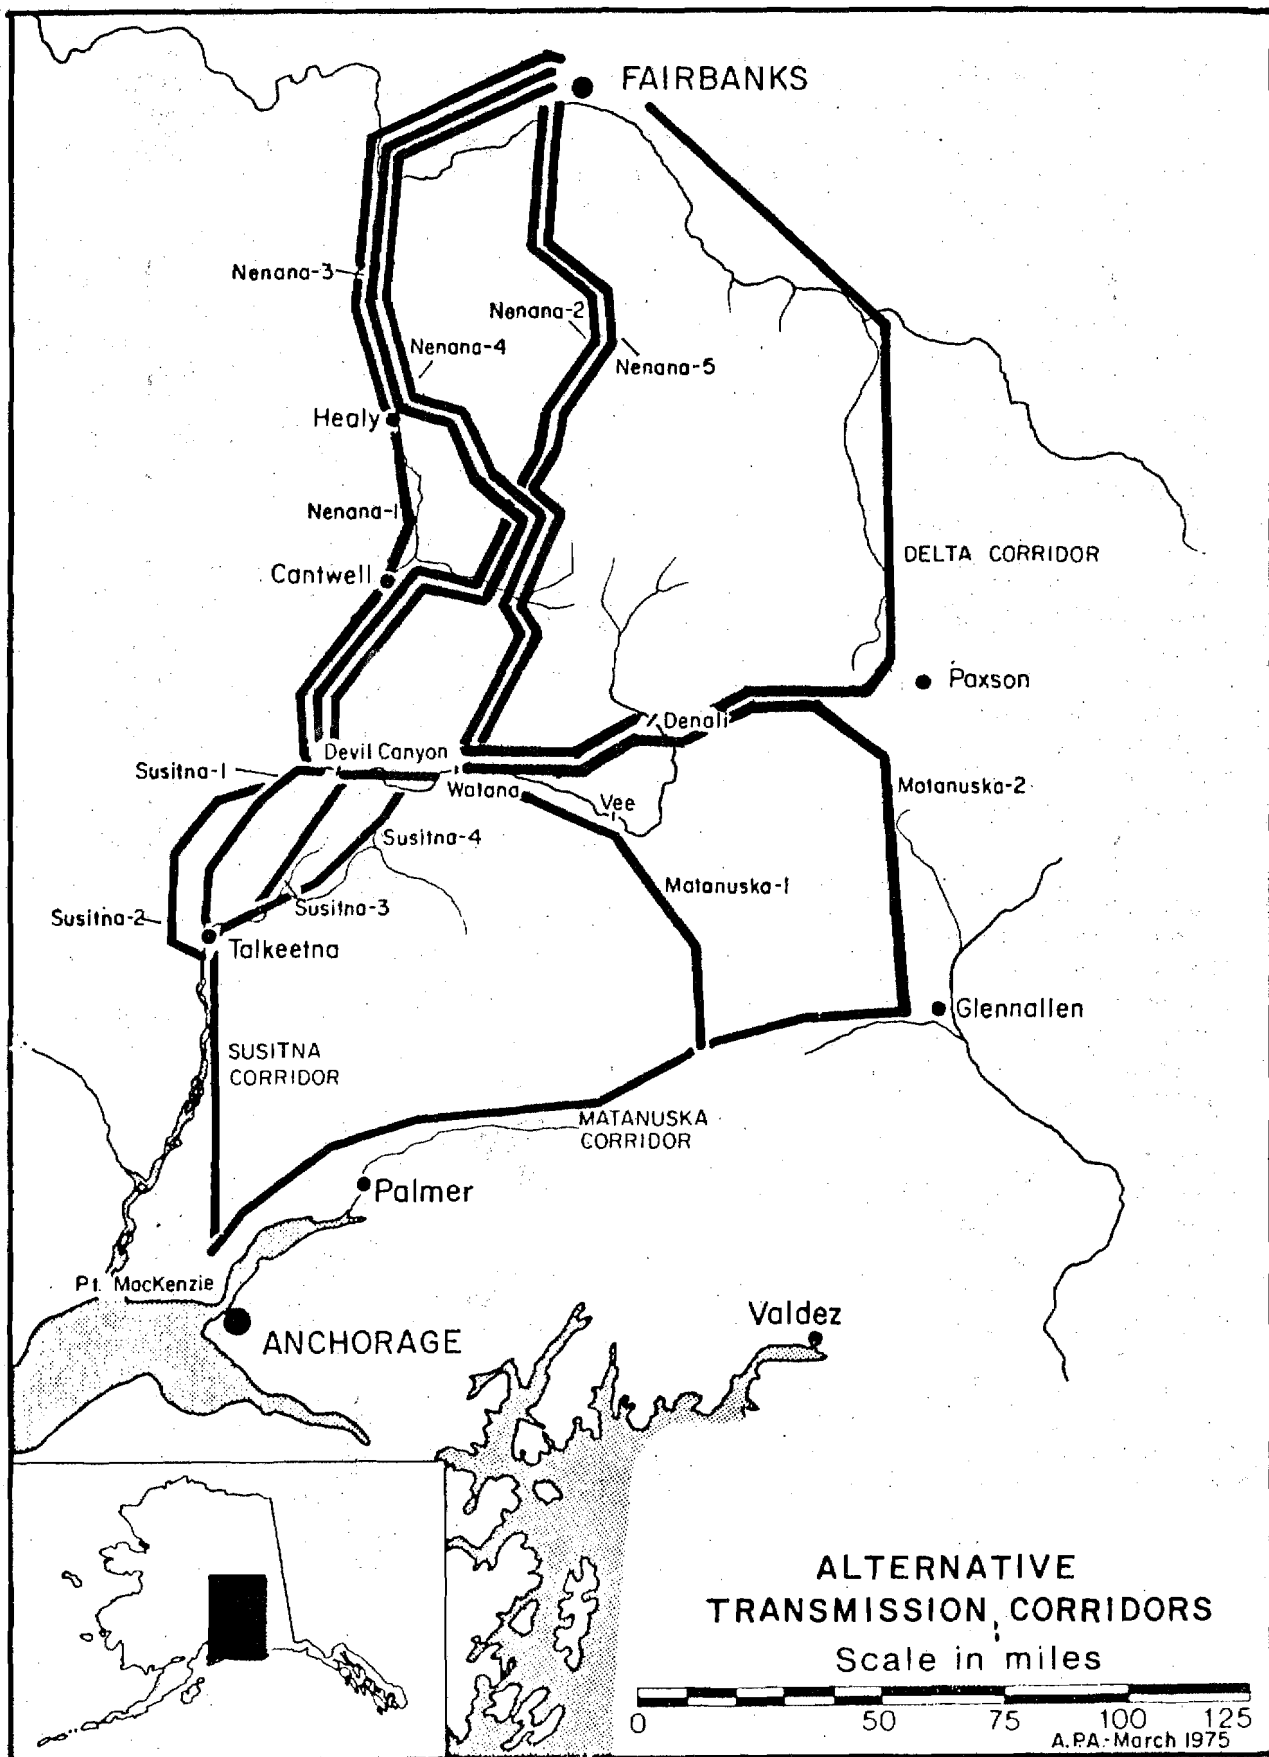 FAIRBANKS
Nenana-3
Nenana-2
Nenana-4
Nenana-5
Healy
Nenana-1
DELTA CORRIDOR
Cantwell
Paxson
Denali
Devil Canyon
Susitna-1
Watana
Matanuska-2
Vee
Susitna-4
Matanuska-1
Susitna-3
Susitna-2
Talkeetna
Glennallen
SUSITNA
CORRIDOR
MATANUSKA
CORRIDOR
Palmer
Pt. MacKenzie
Valdez
ANCHORAGE
ALTERNATIVE
TRANSMISSION CORRIDORS
Scale in miles
0 50 75 100 125
A.P.A.-March 1975